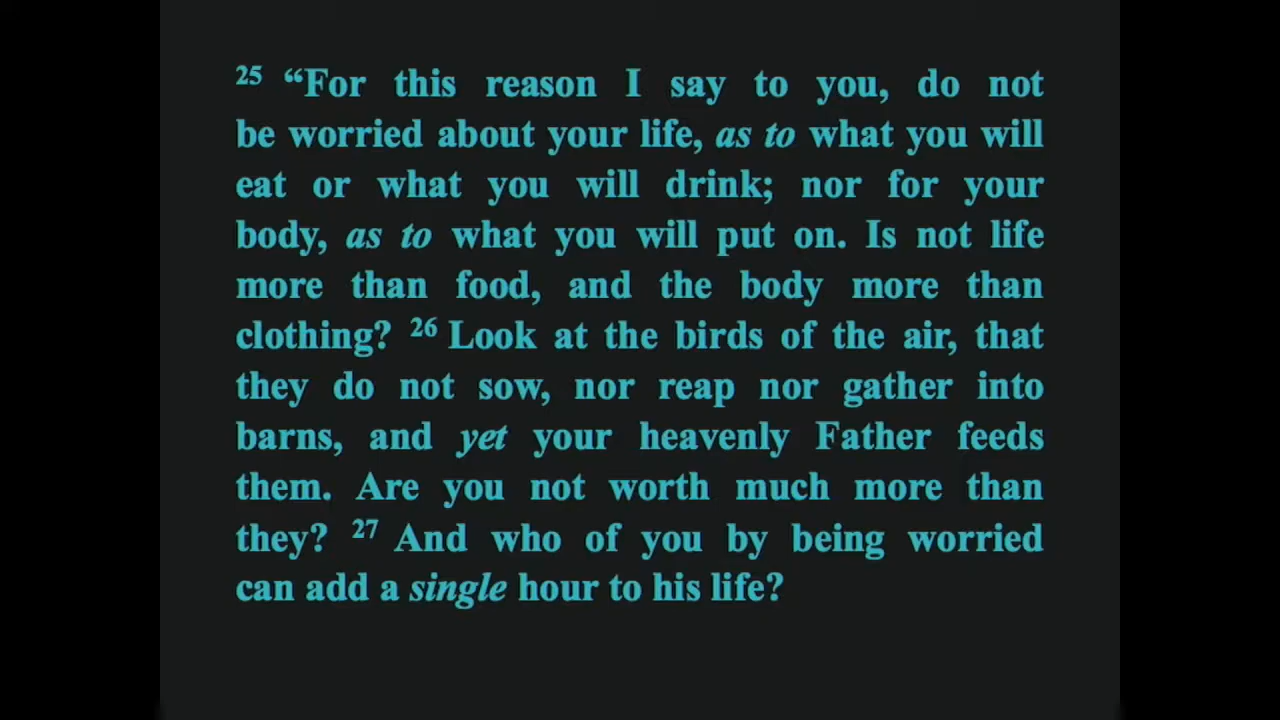 25 “For this reason I say to you, do not
be worried about your life, as to what you will
eat or what you will drink; nor for your
body, as to what you will put on. Is not life
more than food, and the body more than
clothing? 26 Look at the birds of the air, that
they do not sow, nor reap nor gather into
barns, and yet your heavenly Father feeds
them. Are you not worth much more than
they? 27 And who of you by being worried
can add a single hour to his life?